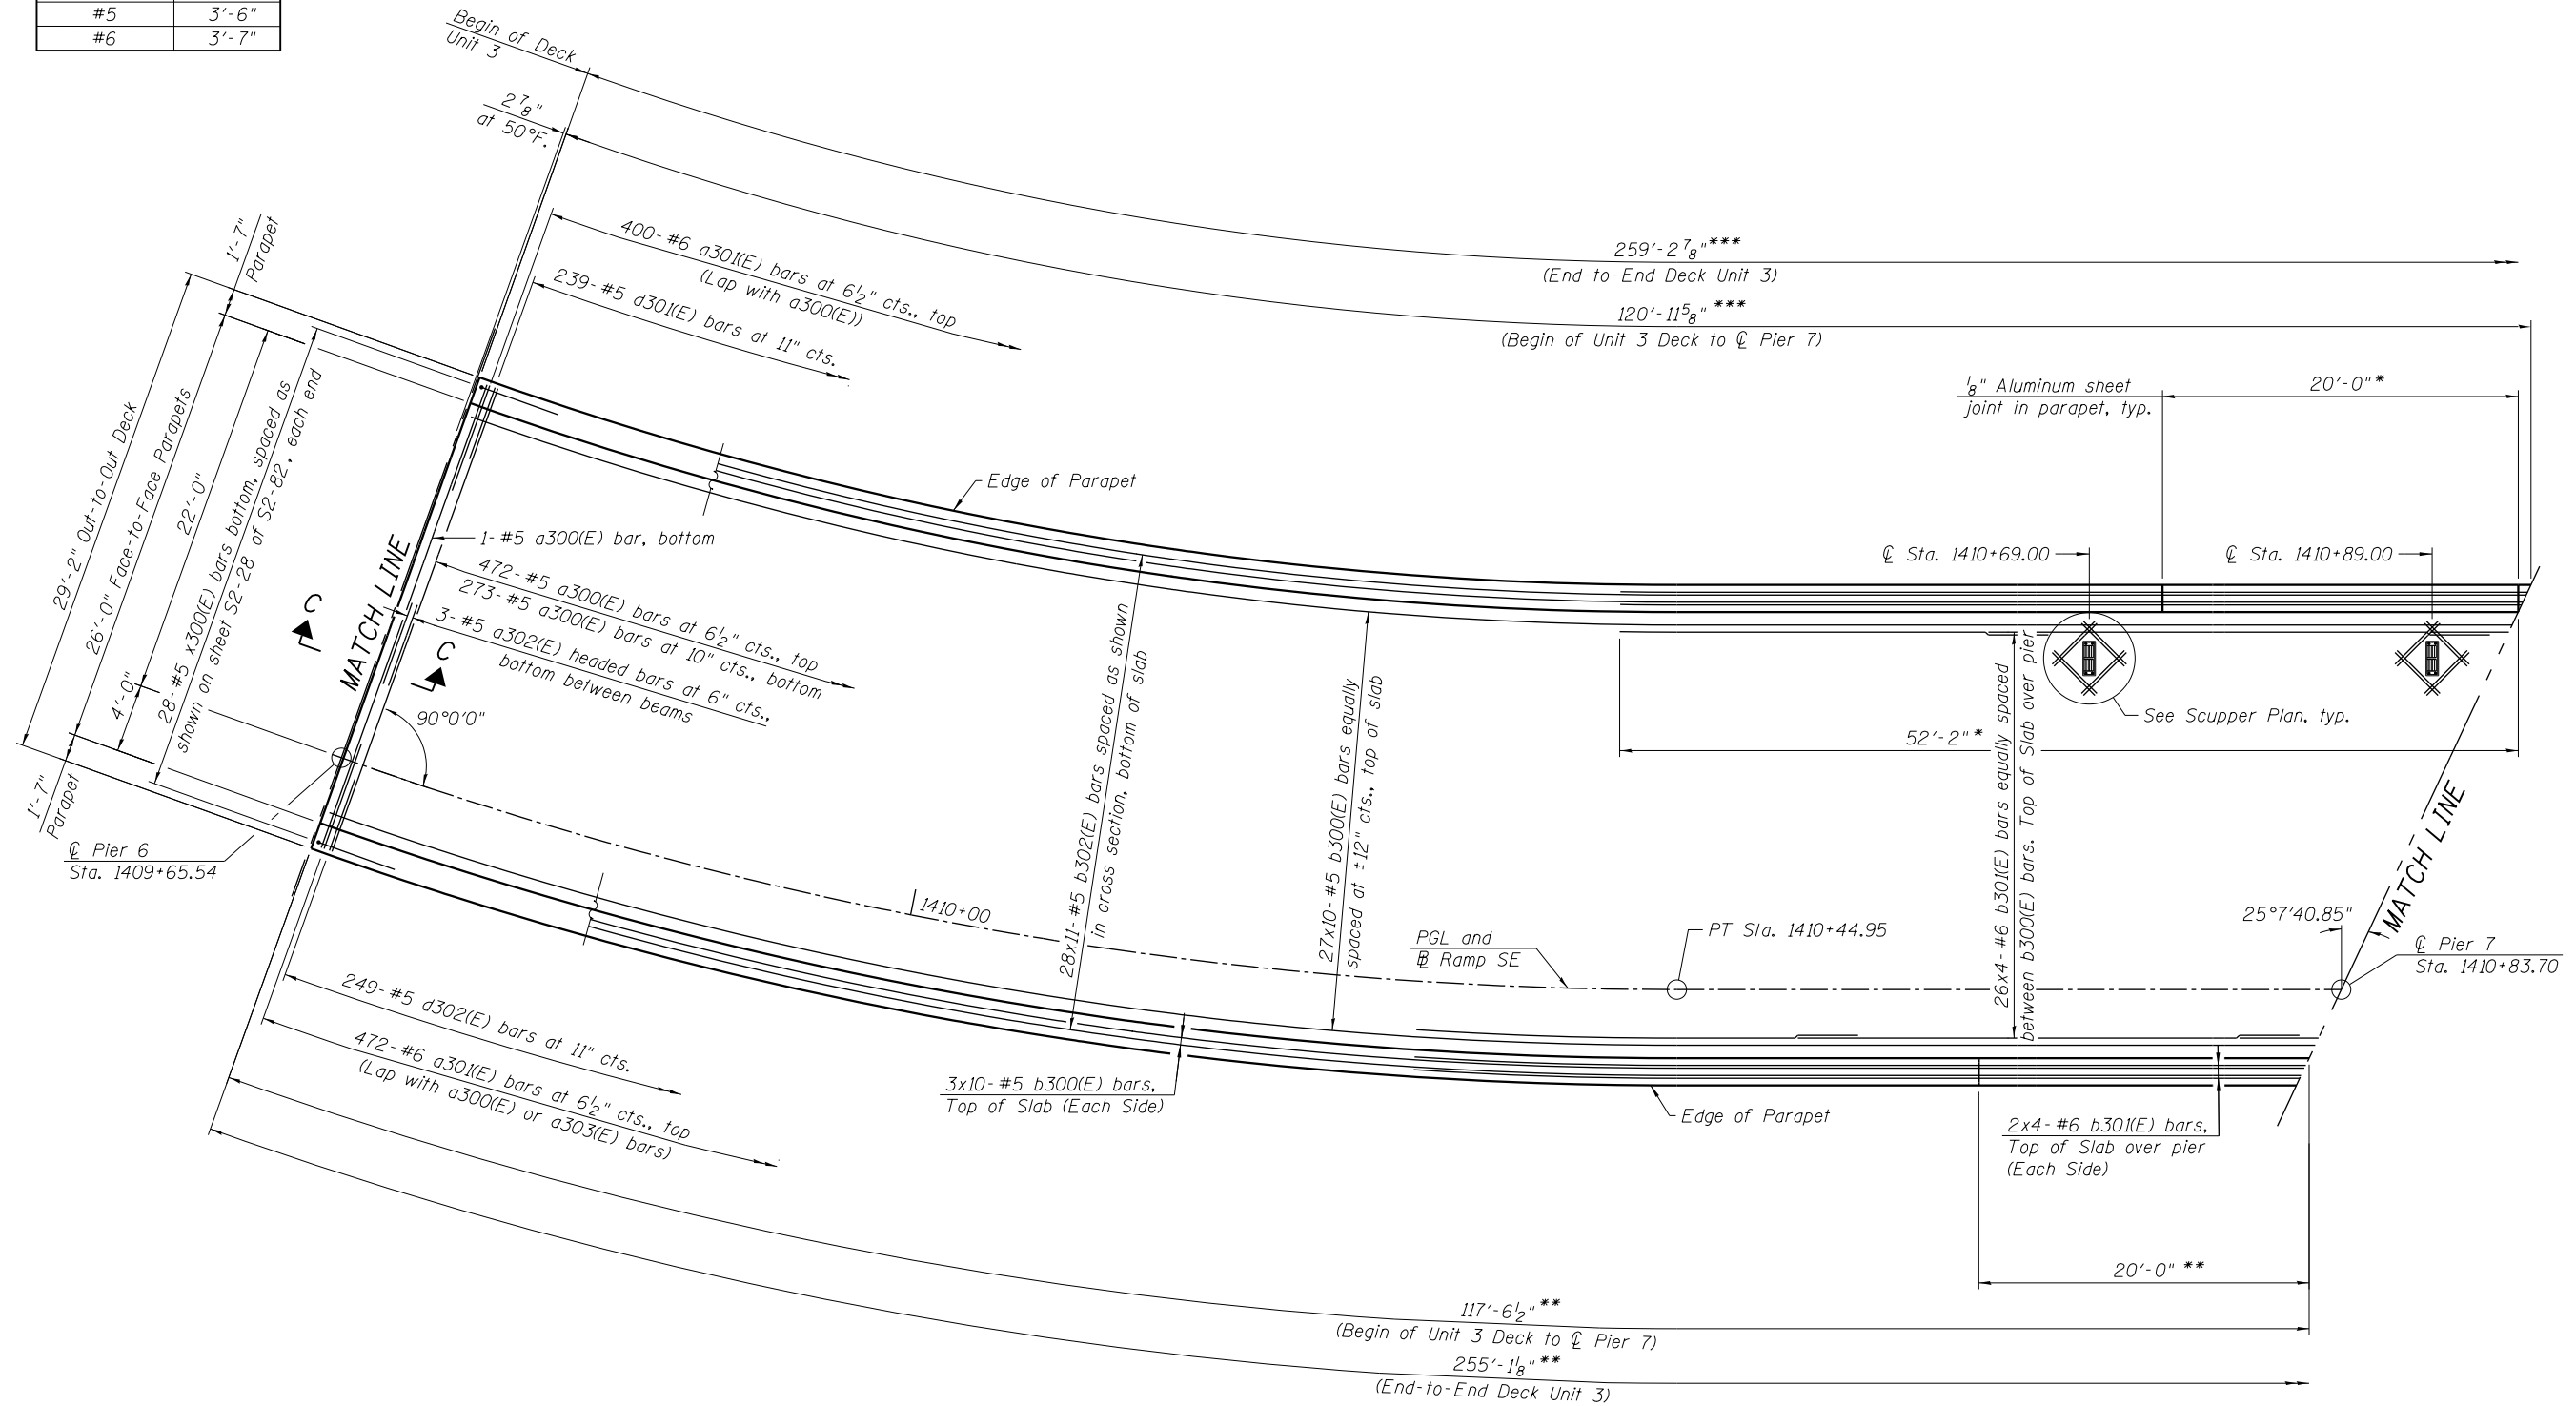 #5 3'-6"
#6 3'-7"
Begin of Deck
Unit 3
2 7/8"
at 50°F.
259'-2 7/8"***
(End-to-End Deck Unit 3)
120'-11 5/8" ***
(Begin of Unit 3 Deck to ℄ Pier 7)
400-#6 a301(E) bars at 6 1/2" cts., top
(Lap with a300(E))
239-#5 d301(E) bars at 11" cts.
1'-7"
Parapet
29'-2" Out-to-Out Deck
26'-0" Face-to-Face Parapets
22'-0"
4'-0"
28-#5 x300(E) bars bottom, spaced as
shown on sheet S2-28 of S2-82, each end
1'-7"
Parapet
MATCH LINE
C
C
90°0'0"
℄ Pier 6
Sta. 1409+65.54
1-#5 a300(E) bar, bottom
472-#5 a300(E) bars at 6 1/2" cts., top
273-#5 a300(E) bars at 10" cts., bottom
3-#5 a302(E) headed bars at 6" cts.,
bottom between beams
Edge of Parapet
1/8" Aluminum sheet
joint in parapet, typ.
20'-0"*
℄ Sta. 1410+69.00
℄ Sta. 1410+89.00
See Scupper Plan, typ.
52'-2"*
28x11-#5 b302(E) bars spaced as shown
in cross section, bottom of slab
27x10-#5 b300(E) bars equally
spaced at ±12" cts., top of slab
26x4-#6 b301(E) bars equally spaced
between b300(E) bars. Top of Slab over pier
1410+00
PGL and
℄ Ramp SE
PT Sta. 1410+44.95
25°7'40.85"
MATCH LINE
℄ Pier 7
Sta. 1410+83.70
249-#5 d302(E) bars at 11" cts.
472-#6 a301(E) bars at 6 1/2" cts., top
(Lap with a300(E) or a303(E) bars)
3x10-#5 b300(E) bars,
Top of Slab (Each Side)
Edge of Parapet
2x4-#6 b301(E) bars,
Top of Slab over pier
(Each Side)
20'-0" **
117'-6 1/2"**
(Begin of Unit 3 Deck to ℄ Pier 7)
255'-1 1/8"**
(End-to-End Deck Unit 3)